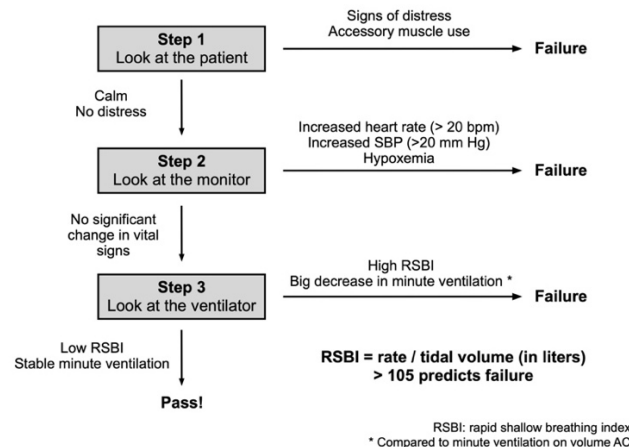 Step 1
Look at the patient
Signs of distress
Accessory muscle use
Failure
Calm
No distress
Step 2
Look at the monitor
Increased heart rate (> 20 bpm)
Increased SBP (>20 mm Hg)
Hypoxemia
Failure
No significant
change in vital
signs
Step 3
Look at the ventilator
High RSBI
Big decrease in minute ventilation *
Failure
Low RSBI
Stable minute ventilation
Pass!
RSBI = rate / tidal volume (in liters)
> 105 predicts failure
RSBI: rapid shallow breathing index
* Compared to minute ventilation on volume AC